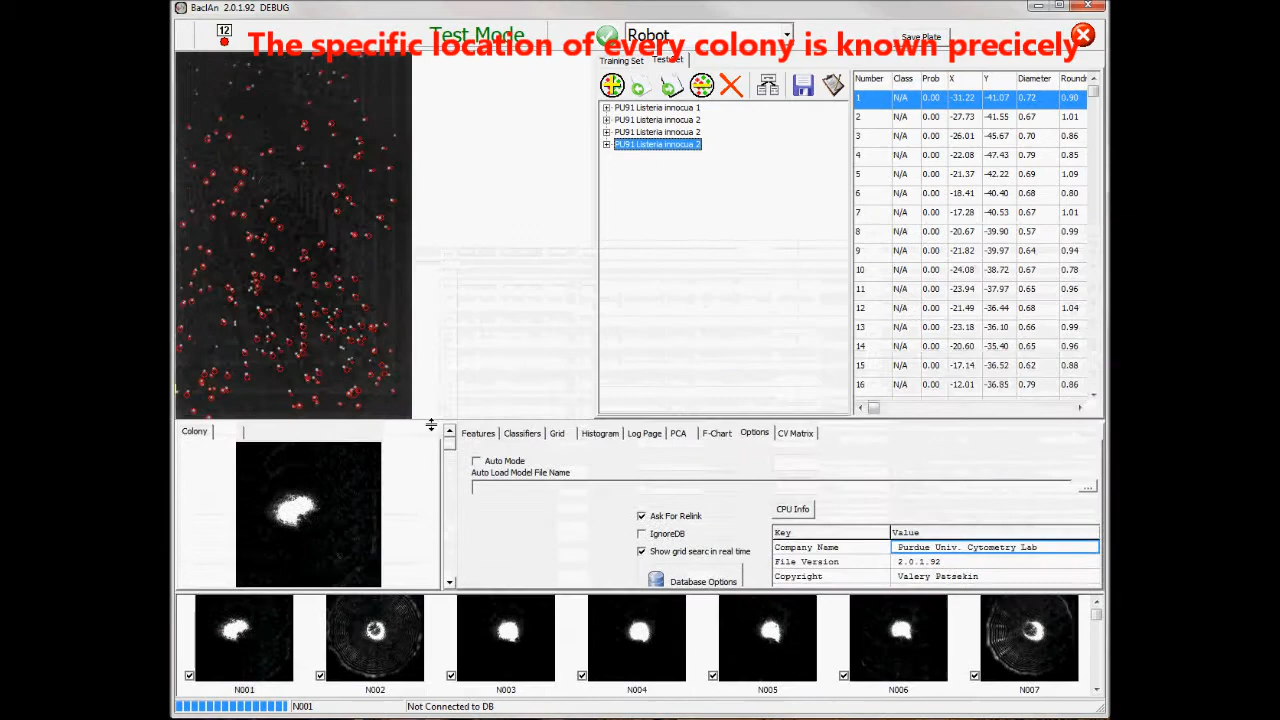 BacIAn 2.0.1.92 DEBUG
12
Test Mode
Robot
Save Plate
The specific location of every colony is known precicely
Training Set
Test Set
PU91 Listeria innocua 1
PU91 Listeria innocua 2
PU91 Listeria innocua 2
PU91 Listeria innocua 2
Number Class Prob X Y Diameter Roundn
1 N/A 0.00 -31.22 -41.07 0.72 0.90
2 N/A 0.00 -27.73 -41.55 0.67 1.01
3 N/A 0.00 -26.01 -45.67 0.70 0.86
4 N/A 0.00 -22.08 -47.43 0.79 0.85
5 N/A 0.00 -21.37 -42.22 0.69 1.09
6 N/A 0.00 -18.41 -40.40 0.68 0.80
7 N/A 0.00 -17.28 -40.53 0.72 1.01
8 N/A 0.00 -20.67 -39.90 0.57 0.99
9 N/A 0.00 -21.82 -39.97 0.64 0.94
10 N/A 0.00 -24.08 -38.72 0.67 0.78
11 N/A 0.00 -23.94 -37.97 0.65 0.96
12 N/A 0.00 -21.49 -36.44 0.68 1.04
13 N/A 0.00 -23.18 -36.10 0.66 0.99
14 N/A 0.00 -20.60 -35.40 0.65 0.96
15 N/A 0.00 -17.14 -36.52 0.62 0.88
16 N/A 0.00 -12.01 -36.85 0.79 0.86
Colony
Features Classifiers Grid Histogram Log Page PCA F-Chart Options CV Matrix
Auto Mode
Auto Load Model File Name
...
Ask For Relink
IgnoreDB
Show grid searc in real time
Database Options
CPU Info
Key Value
Company Name Purdue Univ. Cytometry Lab
File Version 2.0.1.92
Copyright Valery Patsekin
N001 N002 N003 N004 N005 N006 N007
N001 Not Connected to DB